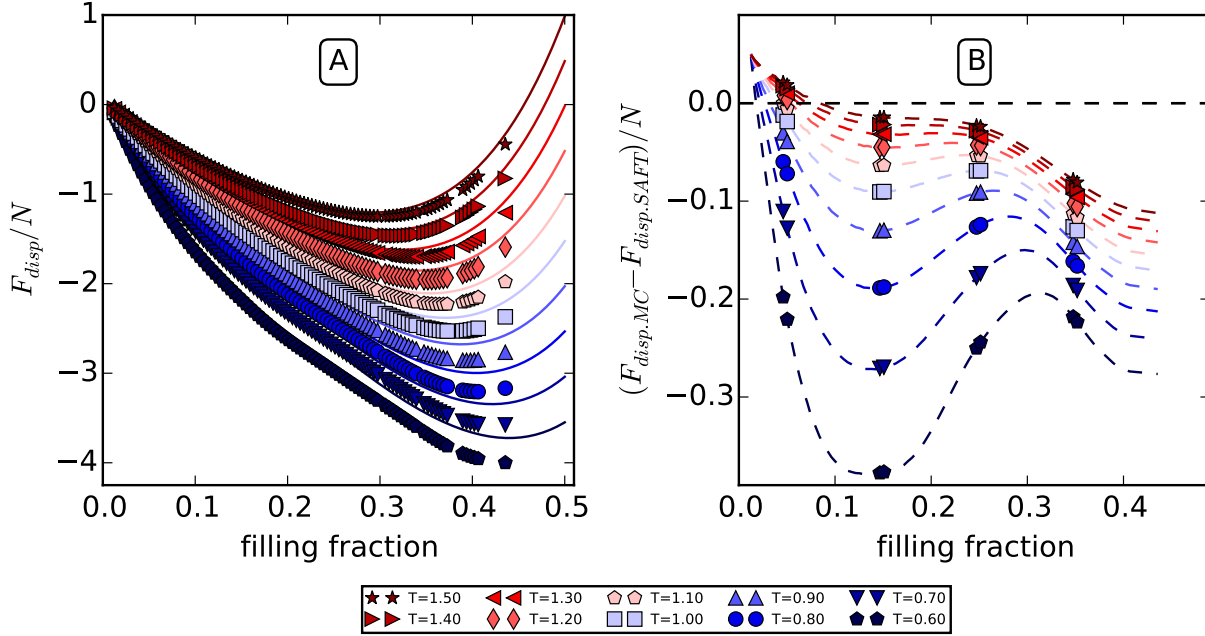 A
B
1
0
−1
−2
−3
−4
F_{disp}/N
0.0 0.1 0.2 0.3 0.4 0.5
filling fraction
0.0
−0.1
−0.2
−0.3
(F_{disp.MC}−F_{disp.SAFT})/N
0.0 0.1 0.2 0.3 0.4
filling fraction
T=1.50 T=1.30 T=1.10 T=0.90 T=0.70
T=1.40 T=1.20 T=1.00 T=0.80 T=0.60